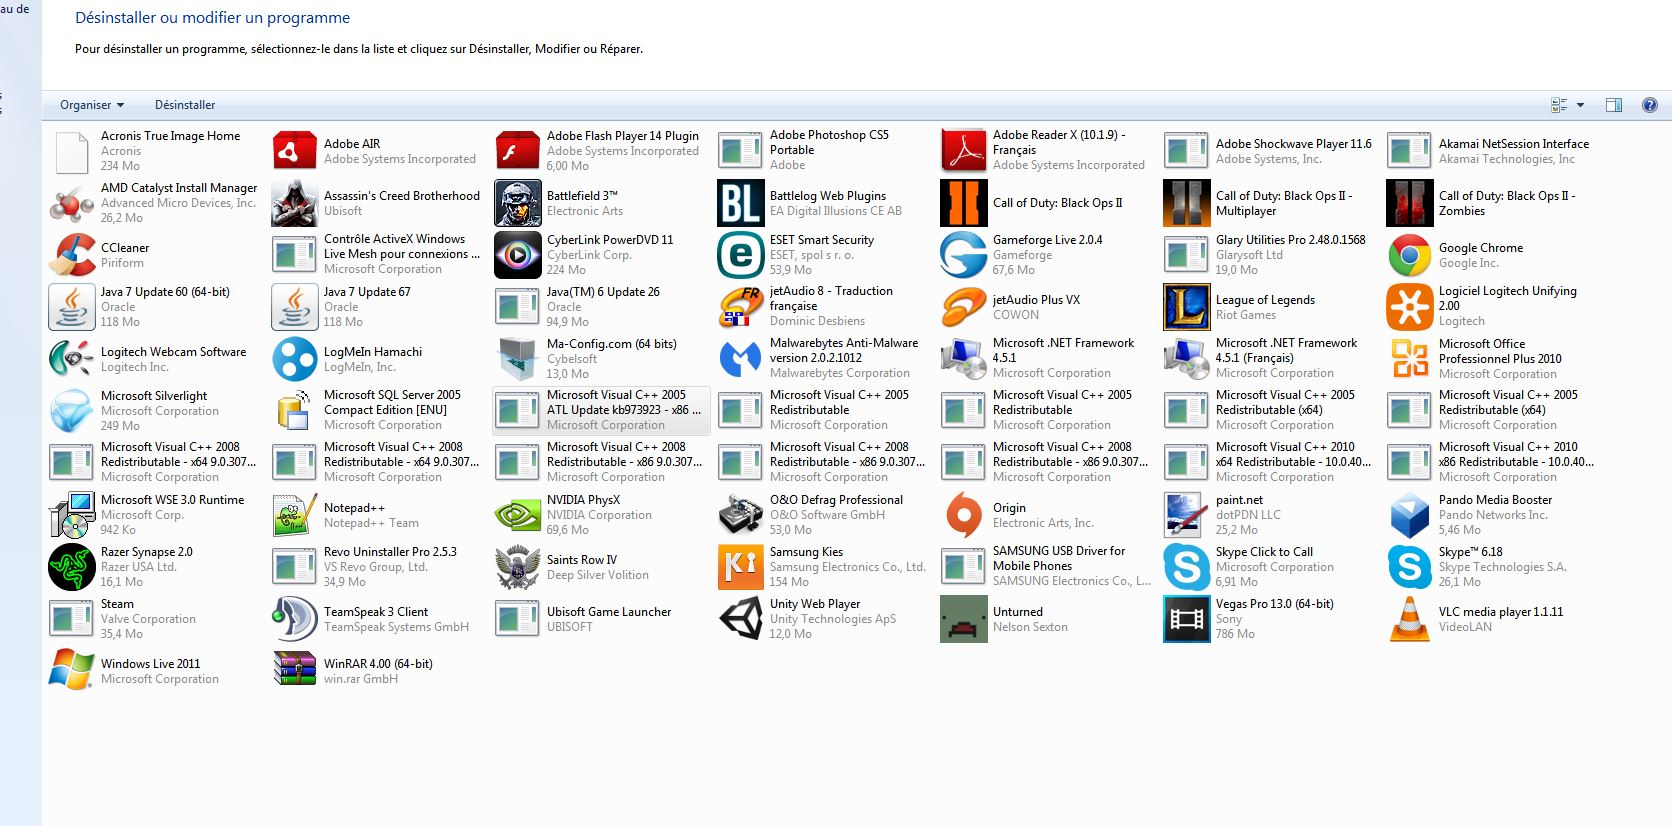 au de
Désinstaller ou modifier un programme
Pour désinstaller un programme, sélectionnez-le dans la liste et cliquez sur Désinstaller, Modifier ou Réparer.
Organiser
Désinstaller
Acronis True Image Home
Acronis
234 Mo
Adobe AIR
Adobe Systems Incorporated
Adobe Flash Player 14 Plugin
Adobe Systems Incorporated
6,00 Mo
Adobe Photoshop CS5
Portable
Adobe
Adobe Reader X (10.1.9) -
Français
Adobe Systems Incorporated
Adobe Shockwave Player 11.6
Adobe Systems, Inc.
Akamai NetSession Interface
Akamai Technologies, Inc
AMD Catalyst Install Manager
Advanced Micro Devices, Inc.
26,2 Mo
Assassin's Creed Brotherhood
Ubisoft
Battlefield 3™
Electronic Arts
BL
Battlelog Web Plugins
EA Digital Illusions CE AB
Call of Duty: Black Ops II
Call of Duty: Black Ops II -
Multiplayer
Call of Duty: Black Ops II -
Zombies
CCleaner
Piriform
Contrôle ActiveX Windows
Live Mesh pour connexions ...
Microsoft Corporation
CyberLink PowerDVD 11
CyberLink Corp.
224 Mo
ESET Smart Security
ESET, spol s r. o.
53,9 Mo
Gameforge Live 2.0.4
Gameforge
67,6 Mo
Glary Utilities Pro 2.48.0.1568
Glarysoft Ltd
19,0 Mo
Google Chrome
Google Inc.
Java 7 Update 60 (64-bit)
Oracle
118 Mo
Java 7 Update 67
Oracle
118 Mo
Java(TM) 6 Update 26
Oracle
94,9 Mo
FR
jetAudio 8 - Traduction
française
Dominic Desbiens
jetAudio Plus VX
COWON
League of Legends
Riot Games
Logiciel Logitech Unifying
2.00
Logitech
Logitech Webcam Software
Logitech Inc.
LogMeIn Hamachi
LogMeIn, Inc.
Ma-Config.com (64 bits)
Cybelsoft
13,0 Mo
Malwarebytes Anti-Malware
version 2.0.2.1012
Malwarebytes Corporation
Microsoft .NET Framework
4.5.1
Microsoft Corporation
Microsoft .NET Framework
4.5.1 (Français)
Microsoft Corporation
Microsoft Office
Professionnel Plus 2010
Microsoft Corporation
Microsoft Silverlight
Microsoft Corporation
249 Mo
Microsoft SQL Server 2005
Compact Edition [ENU]
Microsoft Corporation
Microsoft Visual C++ 2005
ATL Update kb973923 - x86 ...
Microsoft Corporation
Microsoft Visual C++ 2005
Redistributable
Microsoft Corporation
Microsoft Visual C++ 2005
Redistributable
Microsoft Corporation
Microsoft Visual C++ 2005
Redistributable (x64)
Microsoft Corporation
Microsoft Visual C++ 2005
Redistributable (x64)
Microsoft Corporation
Microsoft Visual C++ 2008
Redistributable - x64 9.0.307...
Microsoft Corporation
Microsoft Visual C++ 2008
Redistributable - x64 9.0.307...
Microsoft Corporation
Microsoft Visual C++ 2008
Redistributable - x86 9.0.307...
Microsoft Corporation
Microsoft Visual C++ 2008
Redistributable - x86 9.0.307...
Microsoft Corporation
Microsoft Visual C++ 2008
Redistributable - x86 9.0.307...
Microsoft Corporation
Microsoft Visual C++ 2010
x64 Redistributable - 10.0.40...
Microsoft Corporation
Microsoft Visual C++ 2010
x86 Redistributable - 10.0.40...
Microsoft Corporation
Microsoft WSE 3.0 Runtime
Microsoft Corp.
942 Ko
Notepad++
Notepad++ Team
NVIDIA PhysX
NVIDIA Corporation
69,6 Mo
O&O Defrag Professional
O&O Software GmbH
53,0 Mo
Origin
Electronic Arts, Inc.
paint.net
dotPDN LLC
25,2 Mo
Pando Media Booster
Pando Networks Inc.
5,46 Mo
Razer Synapse 2.0
Razer USA Ltd.
16,1 Mo
Revo Uninstaller Pro 2.5.3
VS Revo Group, Ltd.
34,9 Mo
Saints Row IV
Deep Silver Volition
Ki
Samsung Kies
Samsung Electronics Co., Ltd.
154 Mo
SAMSUNG USB Driver for
Mobile Phones
SAMSUNG Electronics Co., L...
Skype Click to Call
Microsoft Corporation
6,91 Mo
Skype™ 6.18
Skype Technologies S.A.
26,1 Mo
Steam
Valve Corporation
35,4 Mo
TeamSpeak 3 Client
TeamSpeak Systems GmbH
Ubisoft Game Launcher
UBISOFT
Unity Web Player
Unity Technologies ApS
12,0 Mo
Unturned
Nelson Sexton
Vegas Pro 13.0 (64-bit)
Sony
786 Mo
VLC media player 1.1.11
VideoLAN
Windows Live 2011
Microsoft Corporation
WinRAR 4.00 (64-bit)
win.rar GmbH